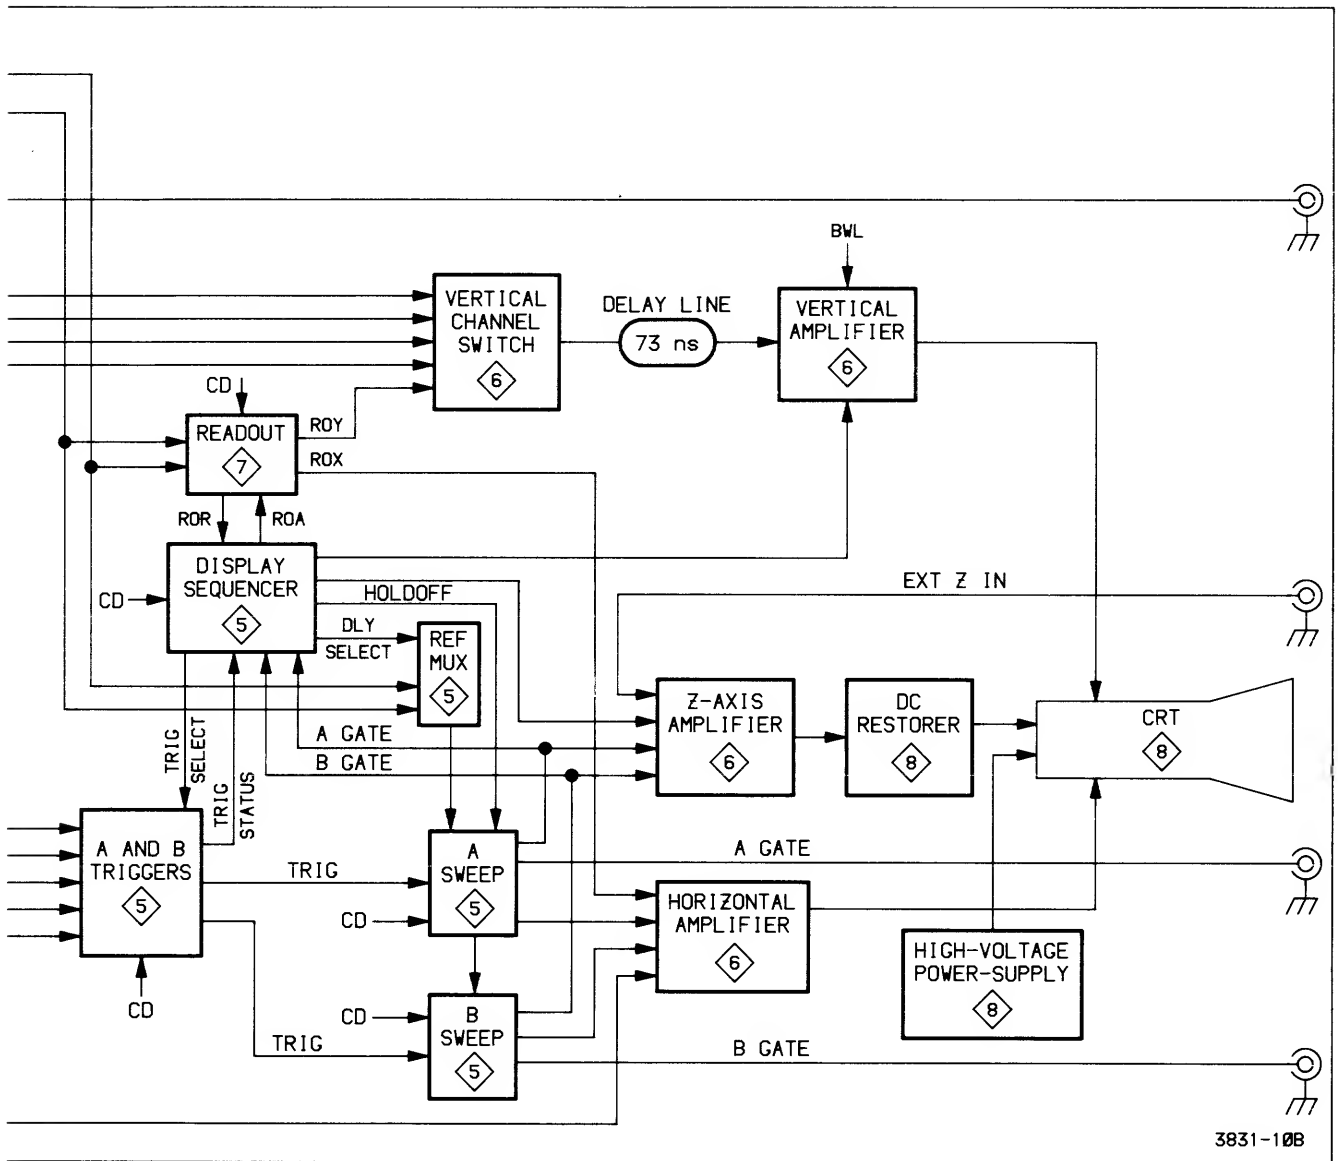 BWL
VERTICAL
CHANNEL
SWITCH
6
DELAY LINE
73 ns
VERTICAL
AMPLIFIER
6
CD
READOUT
7
ROY
ROX
ROR
ROA
DISPLAY
SEQUENCER
5
CD
HOLDOFF
DLY
SELECT
REF
MUX
5
EXT Z IN
Z-AXIS
AMPLIFIER
6
DC
RESTORER
8
CRT
8
A GATE
B GATE
TRIG
SELECT
TRIG
STATUS
A AND B
TRIGGERS
5
CD
TRIG
A
SWEEP
5
CD
A GATE
HORIZONTAL
AMPLIFIER
6
HIGH-VOLTAGE
POWER-SUPPLY
8
TRIG
CD
B
SWEEP
5
B GATE
3831-10B